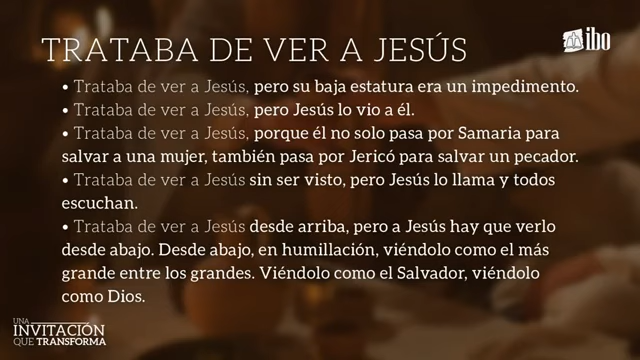 TRATABA DE VER A JESÚS
ibo
• Trataba de ver a Jesús, pero su baja estatura era un impedimento.
• Trataba de ver a Jesús, pero Jesús lo vio a él.
• Trataba de ver a Jesús, porque él no solo pasa por Samaria para
salvar a una mujer, también pasa por Jericó para salvar un pecador.
• Trataba de ver a Jesús sin ser visto, pero Jesús lo llama y todos
escuchan.
• Trataba de ver a Jesús desde arriba, pero a Jesús hay que verlo
desde abajo. Desde abajo, en humillación, viéndolo como el más
grande entre los grandes. Viéndolo como el Salvador, viéndolo
como Dios.
UNA
INVITACIÓN
QUE TRANSFORMA